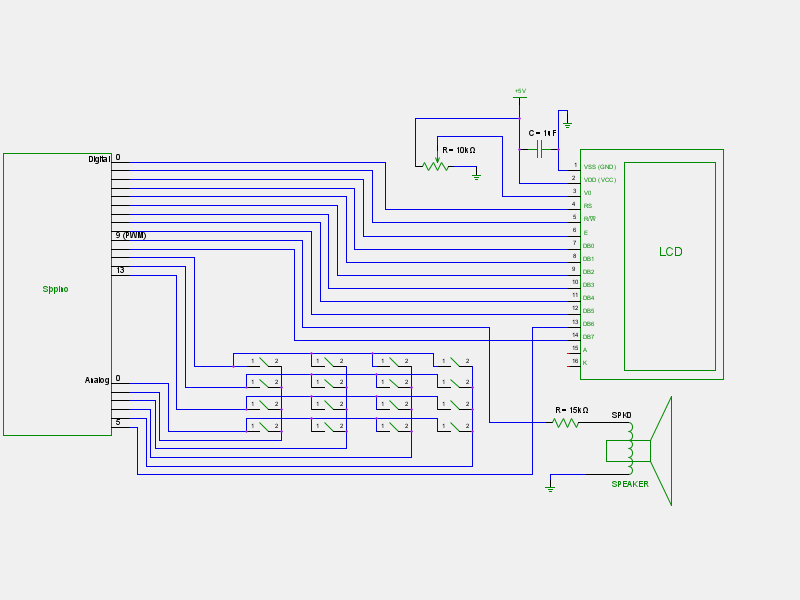 +5V
C = 1uF
R = 10kΩ
Digital 0
9 (PWM)
13
Analog 0
5
1 VSS (GND)
2 VDD (VCC)
3 V0
4 RS
5 R/W
6 E
7 DB0
8 DB1
9 DB2
10 DB3
11 DB4
12 DB5
13 DB6
14 DB7
15 A
16 K
LCD
1 2 1 2 1 2 1 2
1 2 1 2 1 2 1 2
1 2 1 2 1 2 1 2
1 2 1 2 1 2 1 2
R = 15kΩ
SPK0
SPEAKER